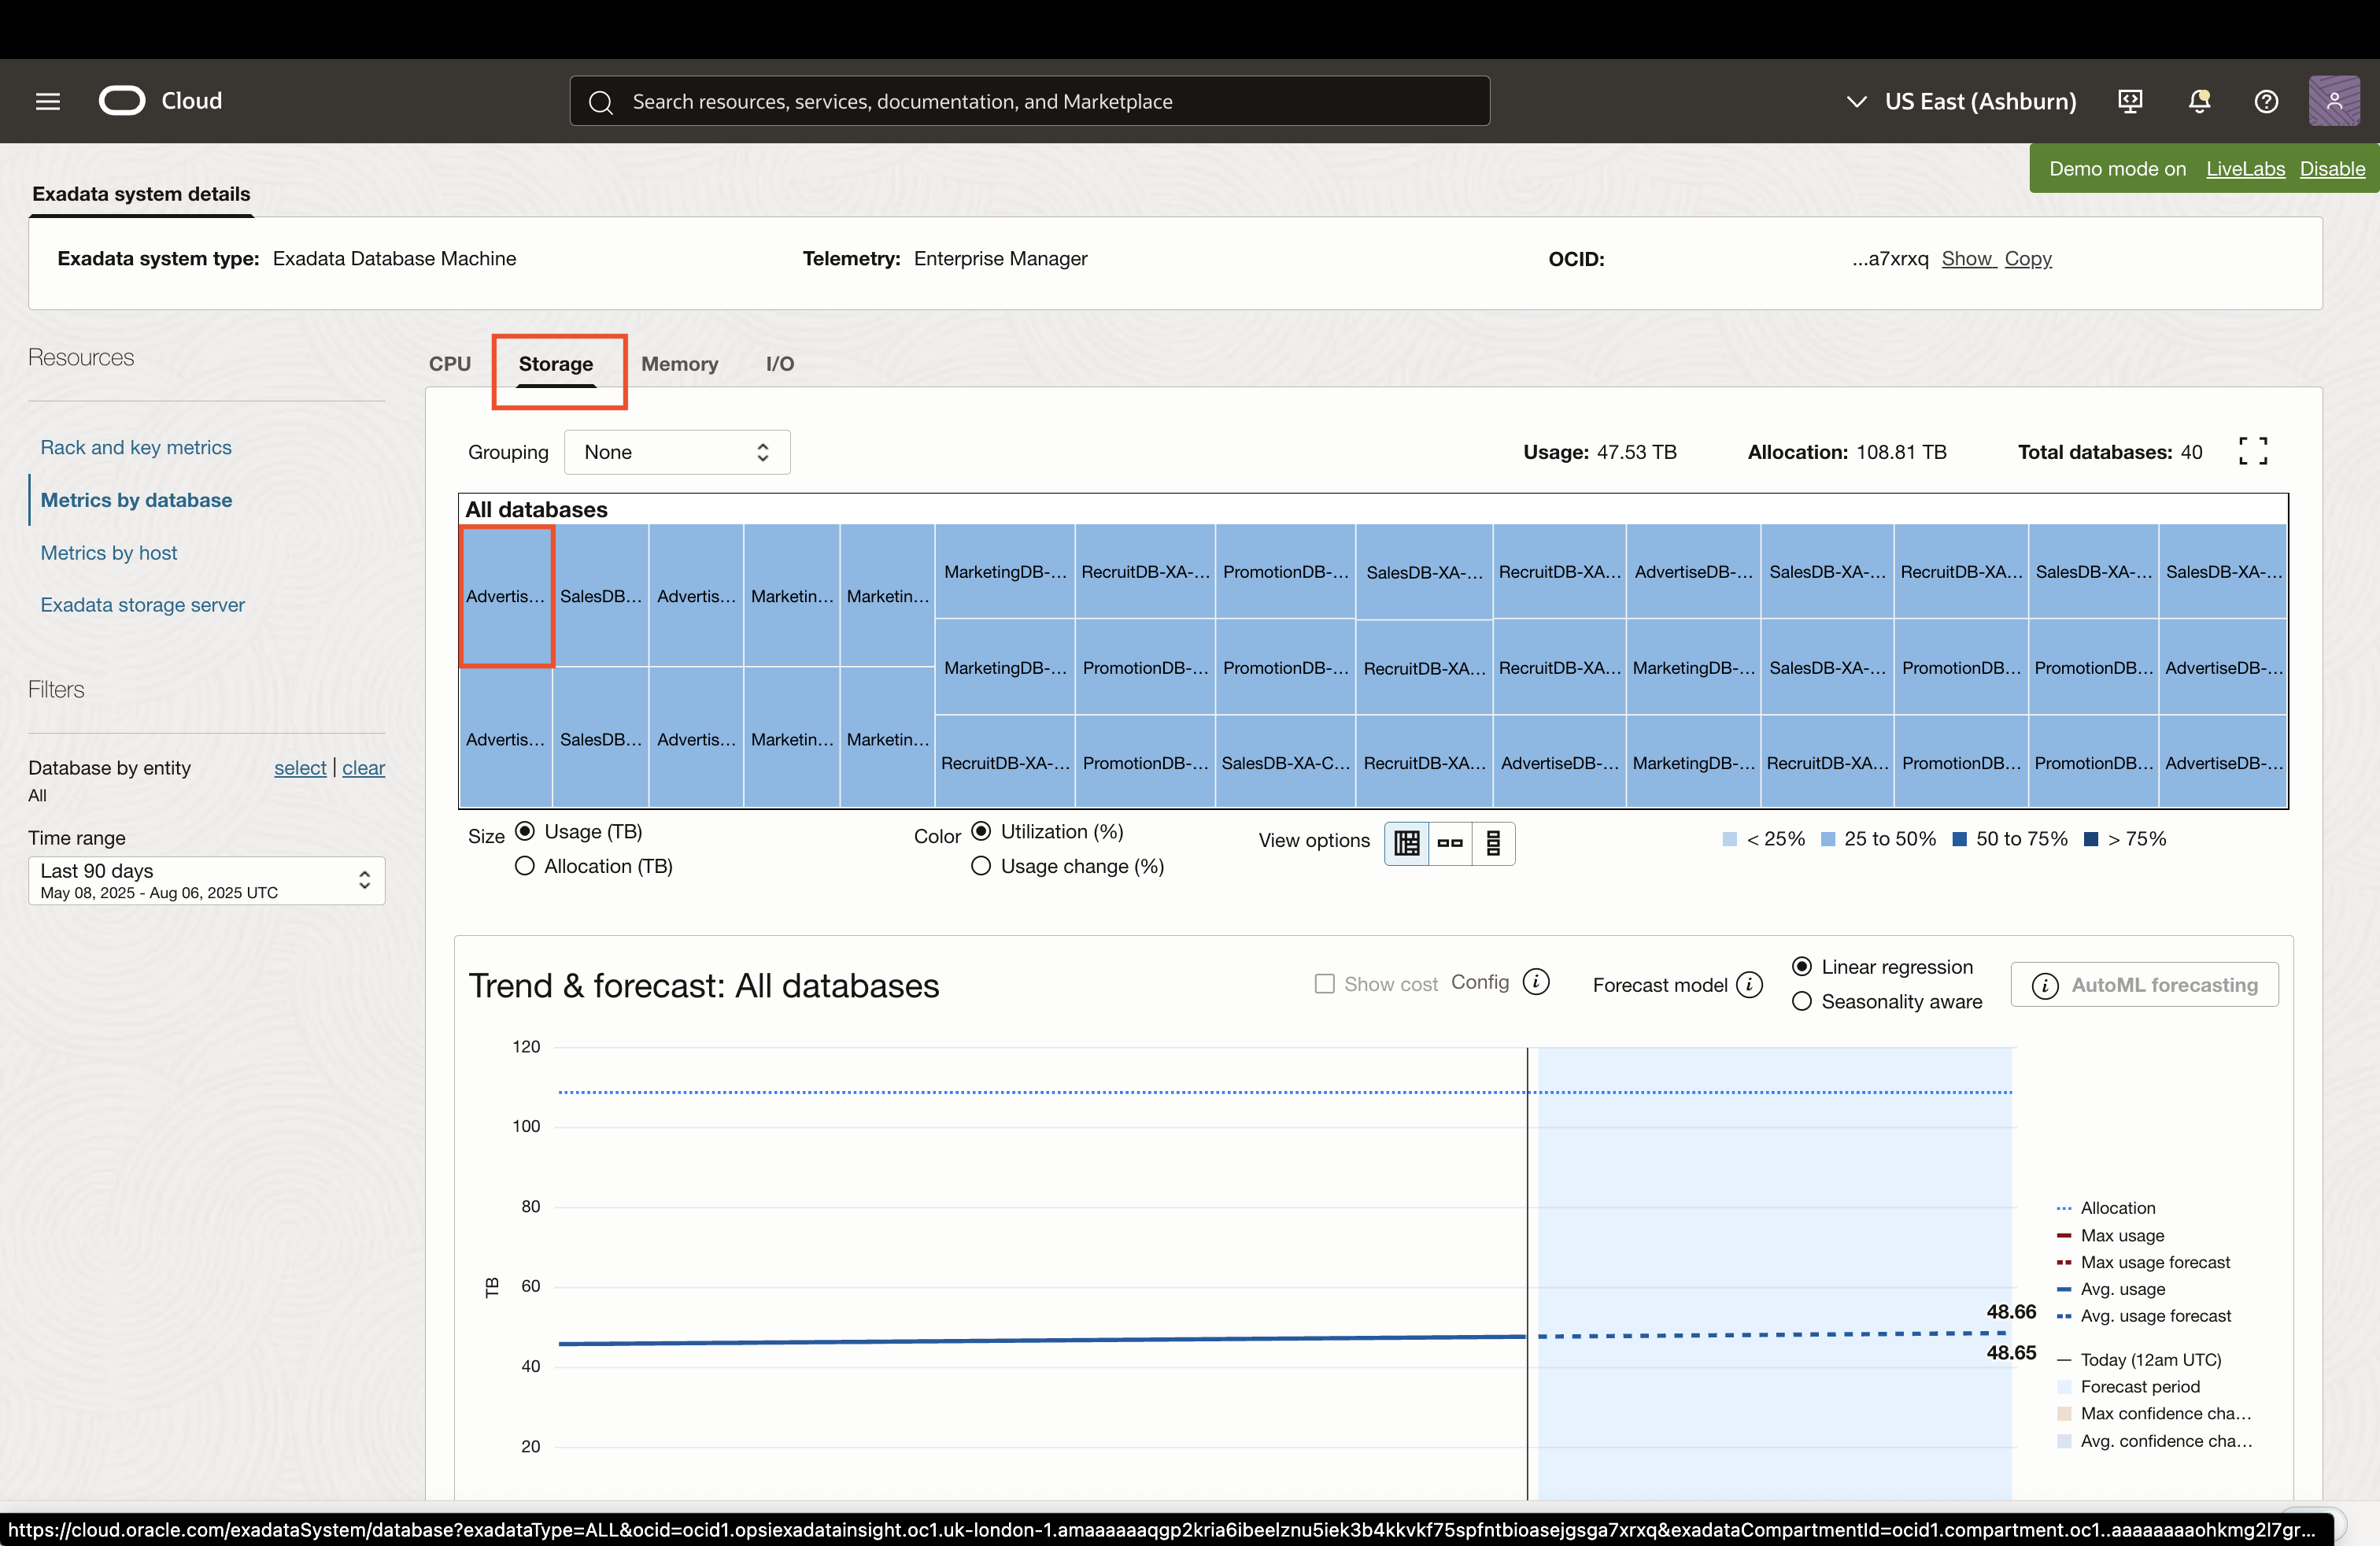 Cloud
Search resources, services, documentation, and Marketplace
US East (Ashburn)
Demo mode on LiveLabs Disable
Exadata system details
Exadata system type: Exadata Database Machine
Telemetry: Enterprise Manager
OCID: ...a7xrxq Show Copy
Resources
Rack and key metrics
Metrics by database
Metrics by host
Exadata storage server
Filters
Database by entity select | clear
All
Time range
Last 90 days
May 08, 2025 - Aug 06, 2025 UTC
CPU Storage Memory I/O
Grouping None
Usage: 47.53 TB Allocation: 108.81 TB Total databases: 40
All databases
Advertis... SalesDB... Advertis... Marketin... Marketin...
Advertis... SalesDB... Advertis... Marketin... Marketin...
MarketingDB-... RecruitDB-XA-... PromotionDB-... SalesDB-XA-... RecruitDB-XA... AdvertiseDB-... SalesDB-XA-... RecruitDB-XA... SalesDB-XA-... SalesDB-XA-...
MarketingDB-... PromotionDB-... PromotionDB-... RecruitDB-XA... RecruitDB-XA... MarketingDB-... SalesDB-XA-... PromotionDB... PromotionDB... AdvertiseDB-...
RecruitDB-XA-... PromotionDB-... SalesDB-XA-C... RecruitDB-XA... AdvertiseDB-... MarketingDB-... RecruitDB-XA... PromotionDB... PromotionDB... AdvertiseDB-...
Size Usage (TB)
Allocation (TB)
Color Utilization (%)
Usage change (%)
View options
< 25% 25 to 50% 50 to 75% > 75%
Trend & forecast: All databases
Show cost Config i
Forecast model i
Linear regression
Seasonality aware
i AutoML forecasting
120
100
80
60
40
20
TB
48.66
48.65
Allocation
Max usage
Max usage forecast
Avg. usage
Avg. usage forecast
Today (12am UTC)
Forecast period
Max confidence cha...
Avg. confidence cha...
https://cloud.oracle.com/exadataSystem/database?exadataType=ALL&ocid=ocid1.opsiexadatainsight.oc1.uk-london-1.amaaaaaaqgp2kria6ibeelznu5iek3b4kkvkf75spfntbioasejgsga7xrxq&exadataCompartmentId=ocid1.compartment.oc1..aaaaaaaaohkmg2l7gr...